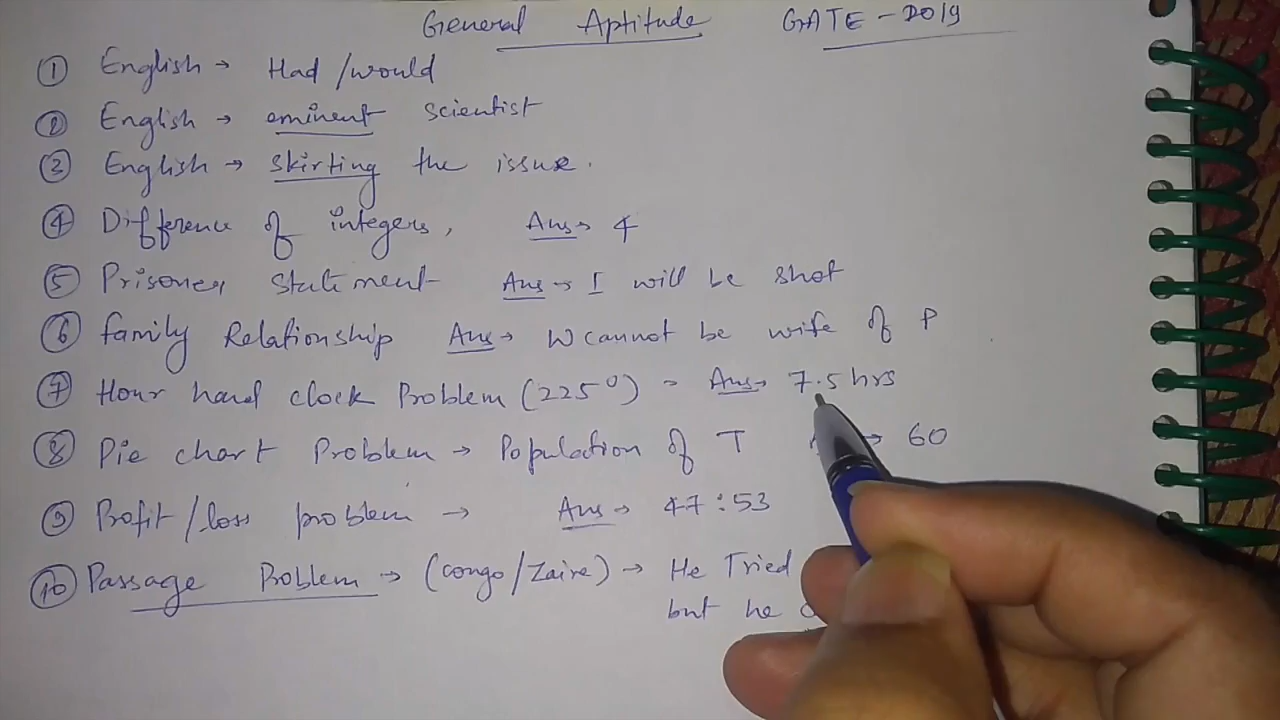 General Aptitude GATE-2019
① English → Had /would
② English → eminent scientist
③ English → skirting the issue.
④ Difference of integers, Ans→ 4
⑤ Prisoner statement Ans→ I will be shot
⑥ family Relationship Ans→ W cannot be wife of P
⑦ Hour hand clock Problem (225°) - Ans→ 7.5 hrs
⑧ Pie chart Problem → Population of T → 60
⑨ Profit/loss problem → Ans→ 47:53
⑩ Passage Problem → (Congo/Zaire) → He Tried
but he